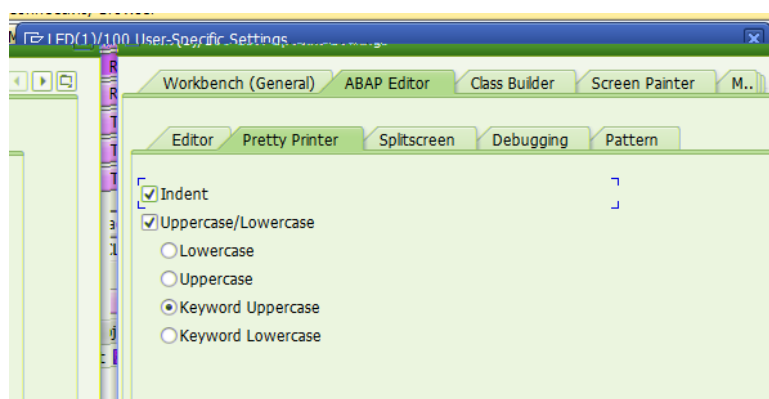 LFD(1)/100 User-Specific Settings
Workbench (General) ABAP Editor Class Builder Screen Painter M..
Editor Pretty Printer Splitscreen Debugging Pattern
Indent
Uppercase/Lowercase
Lowercase
Uppercase
Keyword Uppercase
Keyword Lowercase